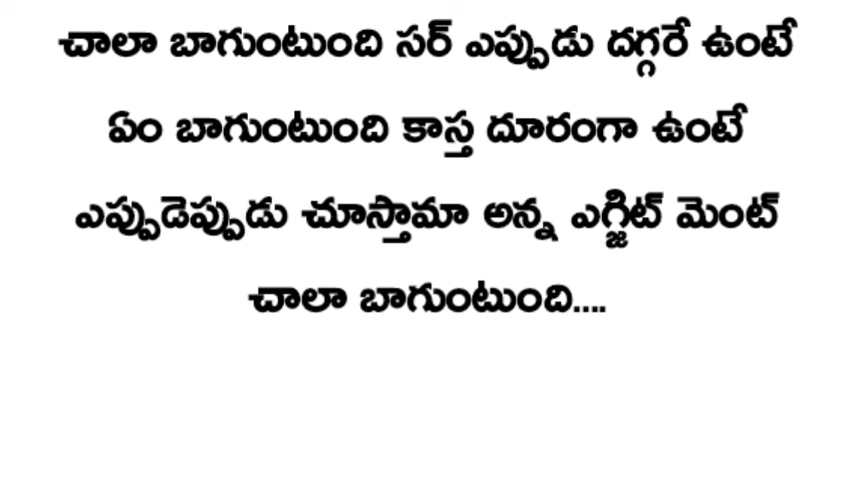 చాలా బాగుంటుంది సర్ ఎప్పుడు దగ్గరే ఉంటే
ఏం బాగుంటుంది కాస్త దూరంగా ఉంటే
ఎప్పుడెప్పుడు చూస్తామా అన్న ఎగ్జిట్ మెంట్
చాలా బాగుంటుంది....